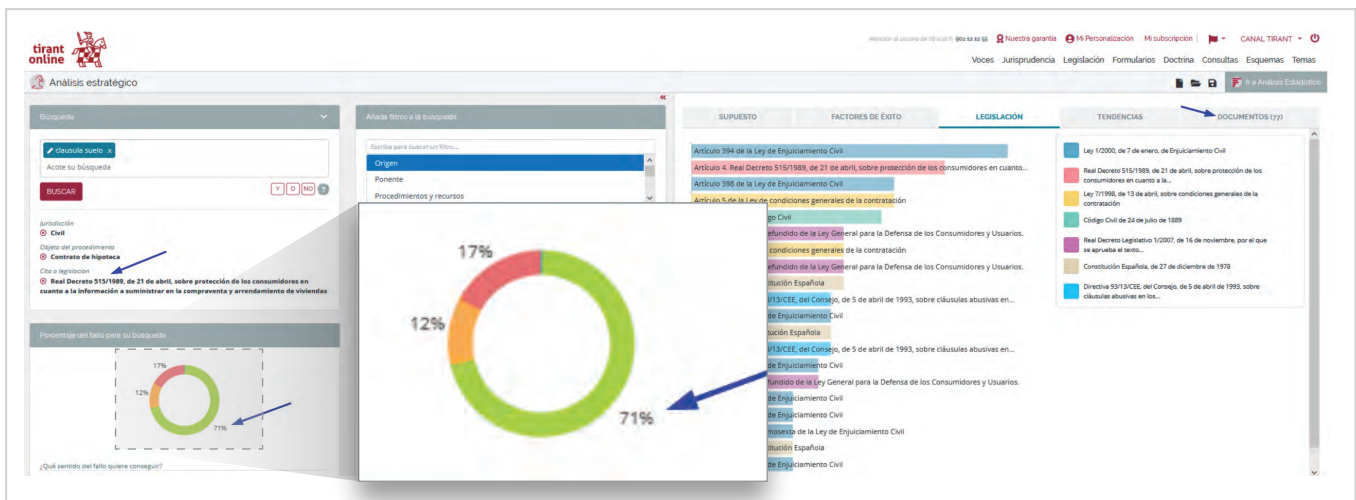 tirant
online
Atención al usuario de 08 a 20 h. 902 12 12 55 Nuestra garantía Mi Personalización Mi subscripción CANAL TIRANT
Voces Jurisprudencia Legislación Formularios Doctrina Consultas Esquemas Temas
Análisis estratégico
Ir a Análisis Estadístico
Búsqueda
clausula suelo x
Acote su búsqueda
BUSCAR
Y O NO ?
Jurisdicción
Civil
Objeto del procedimiento
Contrato de hipoteca
Cita a legislación
Real Decreto 515/1989, de 21 de abril, sobre protección de los consumidores en
cuanto a la información a suministrar en la compraventa y arrendamiento de viviendas
Porcentaje del fallo para su búsqueda
17%
12%
71%
¿Qué sentido del fallo quiere conseguir?
Añada filtros a la búsqueda
Escriba para buscar un filtro...
Origen
Ponente
Procedimientos y recursos
17%
12%
71%
SUPUESTO FACTORES DE ÉXITO LEGISLACIÓN TENDENCIAS DOCUMENTOS (77)
Artículo 394 de la Ley de Enjuiciamiento Civil
Artículo 4. Real Decreto 515/1989, de 21 de abril, sobre protección de los consumidores en cuanto...
Artículo 398 de la Ley de Enjuiciamiento Civil
Artículo 5 de la Ley de condiciones generales de la contratación
go Civil
efundido de la Ley General para la Defensa de los Consumidores y Usuarios.
condiciones generales de la contratación
efundido de la Ley General para la Defensa de los Consumidores y Usuarios.
titución Española
/13/CEE, del Consejo, de 5 de abril de 1993, sobre cláusulas abusivas en...
de Enjuiciamiento Civil
tución Española
/13/CEE, del Consejo, de 5 de abril de 1993, sobre cláusulas abusivas en...
de Enjuiciamiento Civil
fundido de la Ley General para la Defensa de los Consumidores y Usuarios.
de Enjuiciamiento Civil
de Enjuiciamiento Civil
mosexta de la Ley de Enjuiciamiento Civil
titución Española
de Enjuiciamiento Civil
Ley 1/2000, de 7 de enero, de Enjuiciamiento Civil
Real Decreto 515/1989, de 21 de abril, sobre protección de los
consumidores en cuanto a la...
Ley 7/1998, de 13 de abril, sobre condiciones generales de la
contratación
Código Civil de 24 de julio de 1889
Real Decreto Legislativo 1/2007, de 16 de noviembre, por el que
se aprueba el texto...
Constitución Española, de 27 de diciembre de 1978
Directiva 93/13/CEE, del Consejo, de 5 de abril de 1993, sobre
cláusulas abusivas en los...